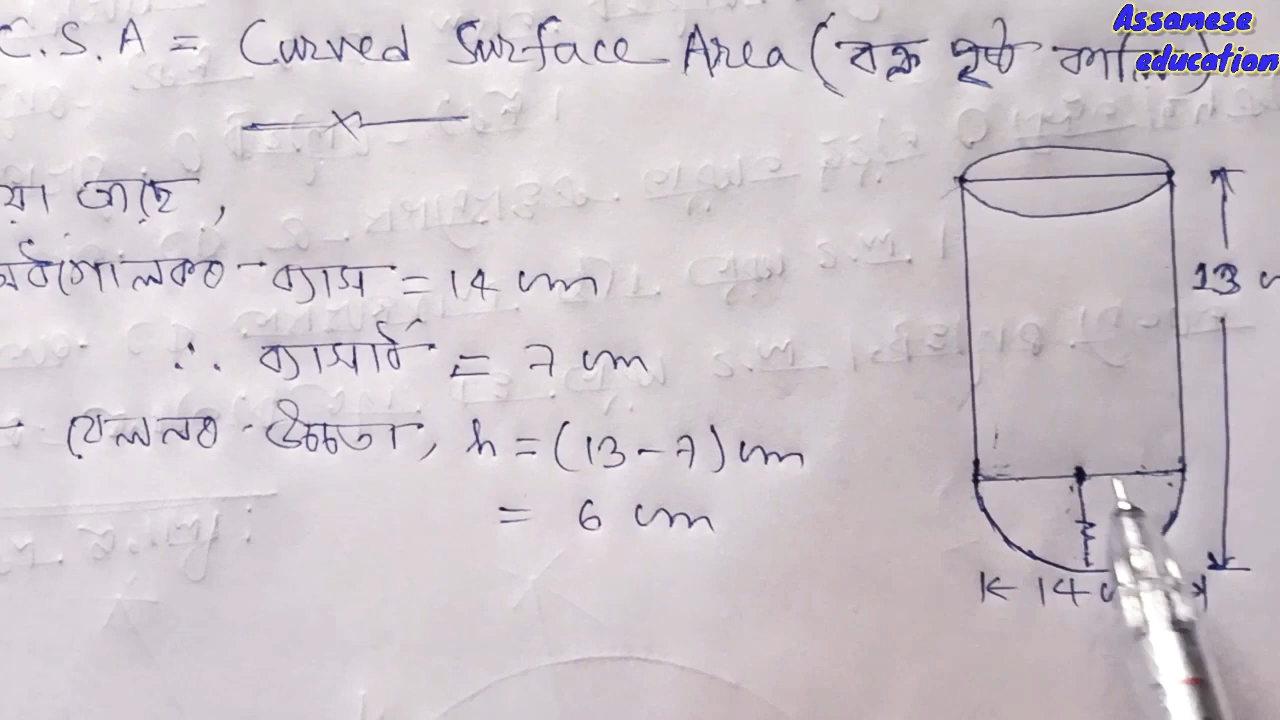 C.S.A = Curved Surface Area (বক্ৰ পৃষ্ঠ কালি)
Assamese
education
য়া আছে,
ৰ্ধগোলকৰ ব্যাস = 14 cm
∴ ব্যাসাৰ্ধ = 7 cm
বেলনৰ উচ্চতা, h = (13 - 7) cm
= 6 cm
13 c
14 c